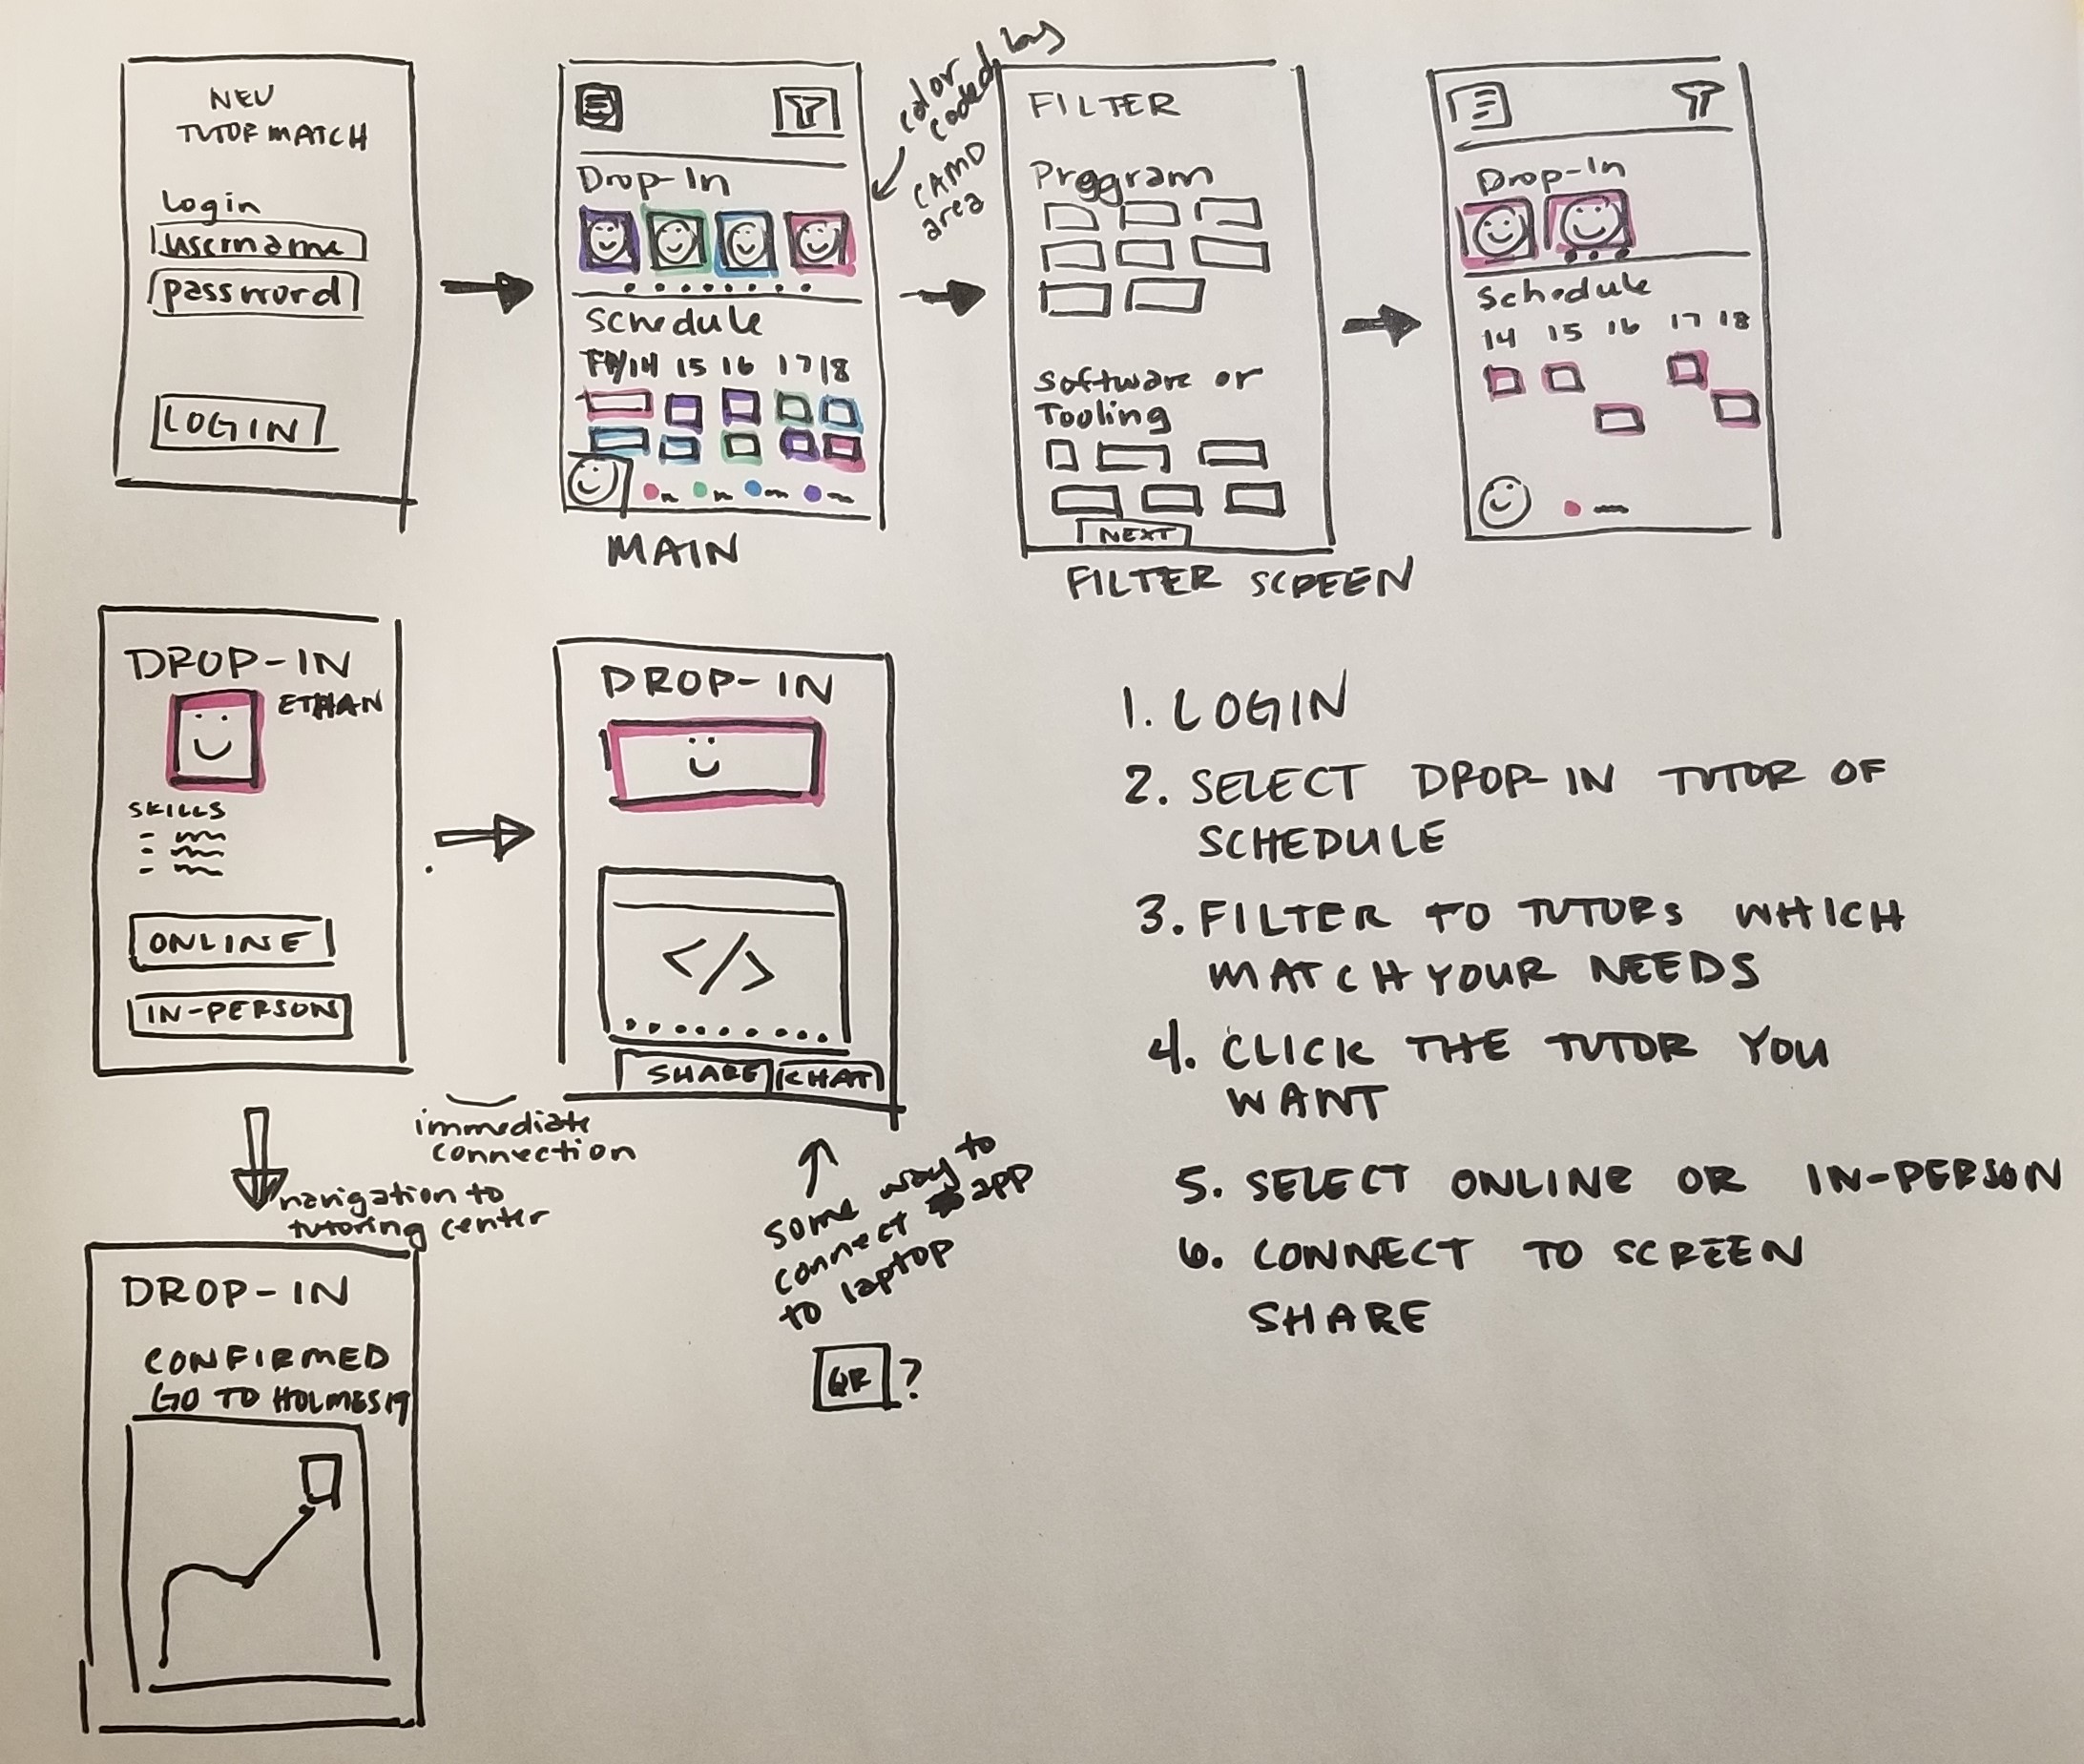 NEU
TUTOR MATCH
Login
username
password
LOGIN
Drop-In
Schedule
14 15 16 17 18
MAIN
color coded by
CAMD
area
FILTER
Program
Software or
Tooling
NEXT
FILTER SCREEN
Drop-In
Schedule
14 15 16 17 18
DROP-IN
ETHAN
SKILLS
ONLINE
IN-PERSON
immediate
connection
navigation to
tutoring center
DROP-IN
</>
SHARE CHAT
some way to
connect app
to laptop
QR ?
DROP-IN
CONFIRMED
GO TO HOLMES 19
1. LOGIN
2. SELECT DROP-IN TUTOR OF
SCHEDULE
3. FILTER TO TUTORS WHICH
MATCH YOUR NEEDS
4. CLICK THE TUTOR YOU
WANT
5. SELECT ONLINE OR IN-PERSON
6. CONNECT TO SCREEN
SHARE